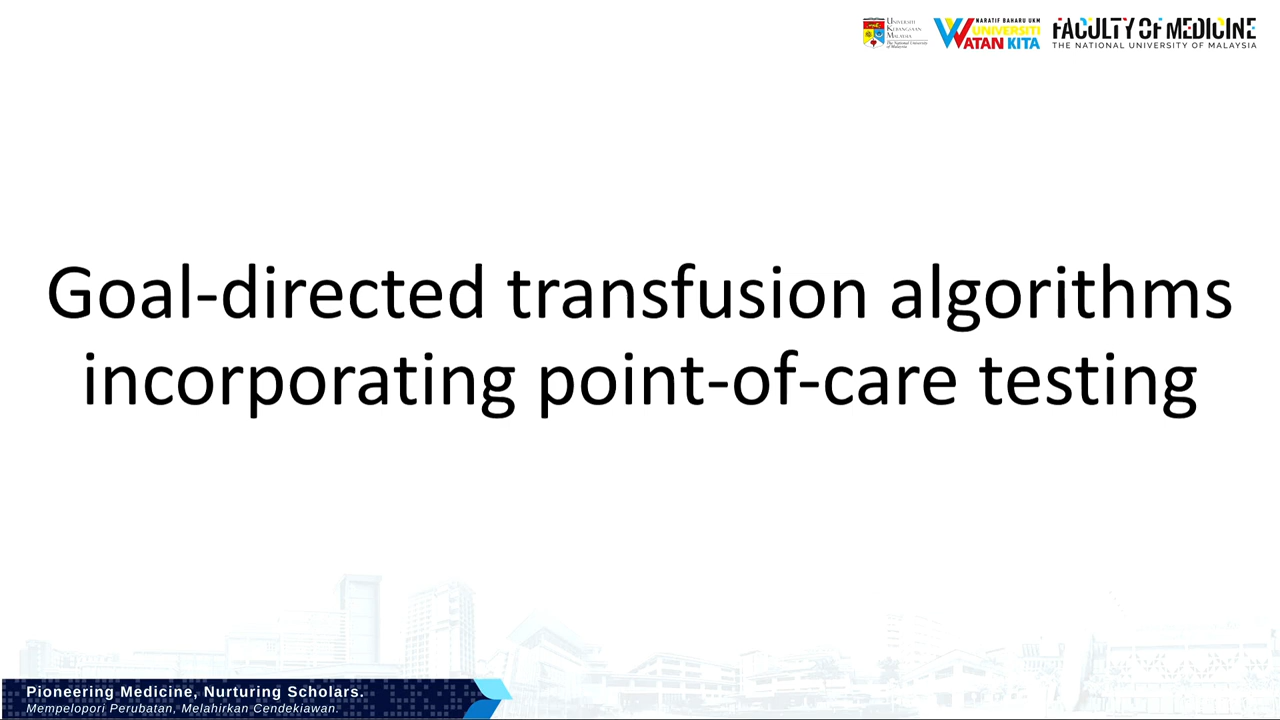 UNIVERSITI
KEBANGSAAN
MALAYSIA
The National University
of Malaysia
NARATIF BAHARU UKM
UNIVERSITI
WATAN KITA
FACULTY OF MEDICINE
THE NATIONAL UNIVERSITY OF MALAYSIA
Goal-directed transfusion algorithms
incorporating point-of-care testing
Pioneering Medicine, Nurturing Scholars.
Mempelopori Perubatan, Melahirkan Cendekiawan.